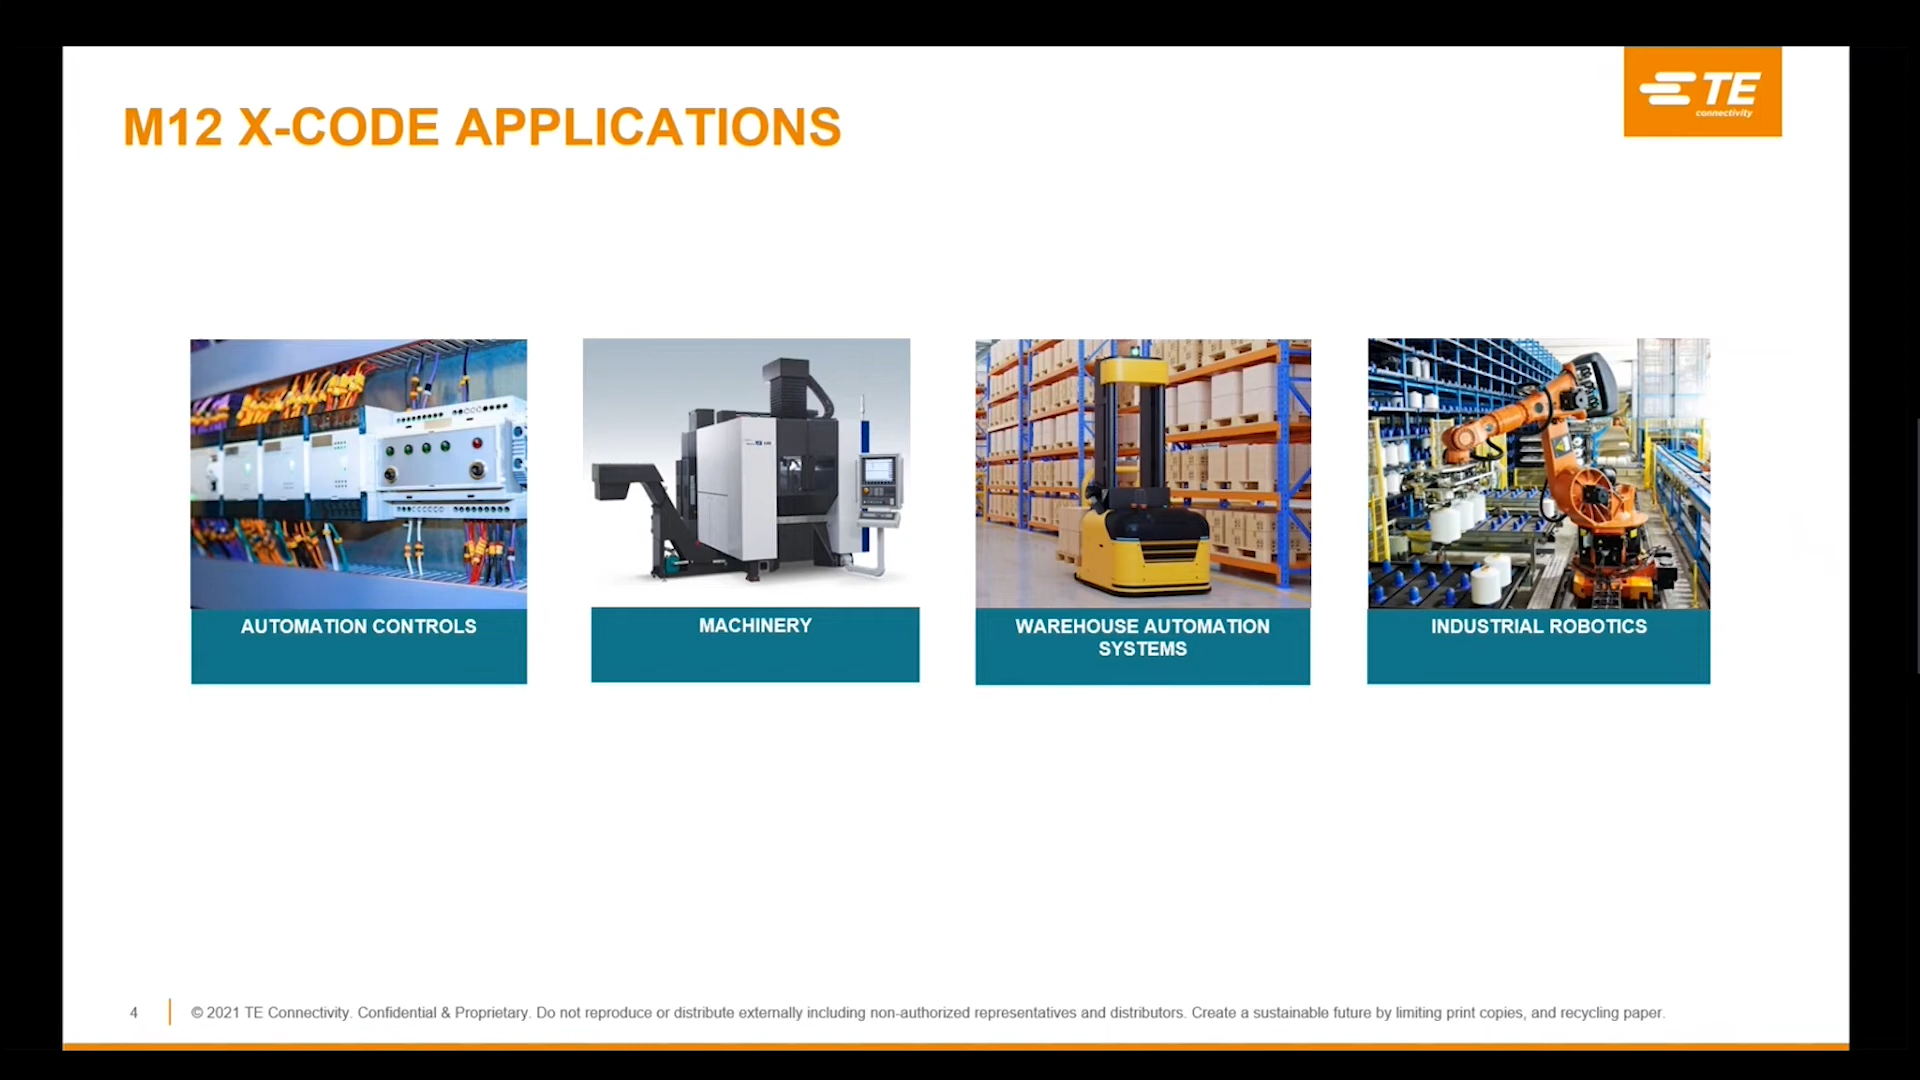 M12 X-CODE APPLICATIONS
TE
connectivity
AUTOMATION CONTROLS
MACHINERY
WAREHOUSE AUTOMATION
SYSTEMS
INDUSTRIAL ROBOTICS
4
© 2021 TE Connectivity. Confidential & Proprietary. Do not reproduce or distribute externally including non-authorized representatives and distributors. Create a sustainable future by limiting print copies, and recycling paper.